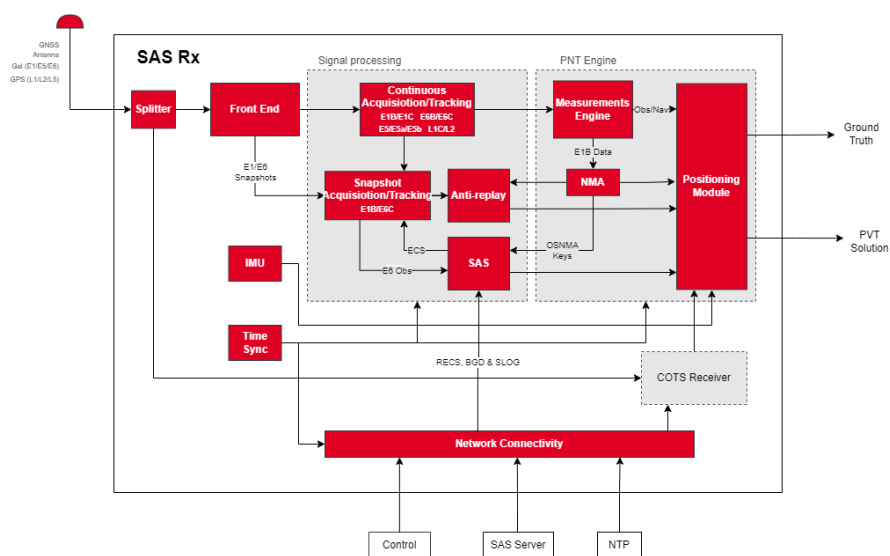 GNSS
Antenna
Gal (E1/E5/E6)
GPS (L1/L2/L5)
SAS Rx
Signal processing
PNT Engine
Splitter
Front End
Continuous
Acquisiotion/Tracking
E1B/E1C E6B/E6C
E5/E5a/E5b L1C/L2
Measurements
Engine
Obs/Nav
Ground
Truth
E1/E6
Snapshots
E1B Data
Snapshot
Acquisiotion/Tracking
E1B/E6C
Anti-replay
NMA
Positioning
Module
PVT
Solution
ECS
OSNMA
Keys
IMU
E6 Obs
SAS
Time
Sync
RECS, BGD & SLOG
COTS Receiver
Network Connectivity
Control
SAS Server
NTP